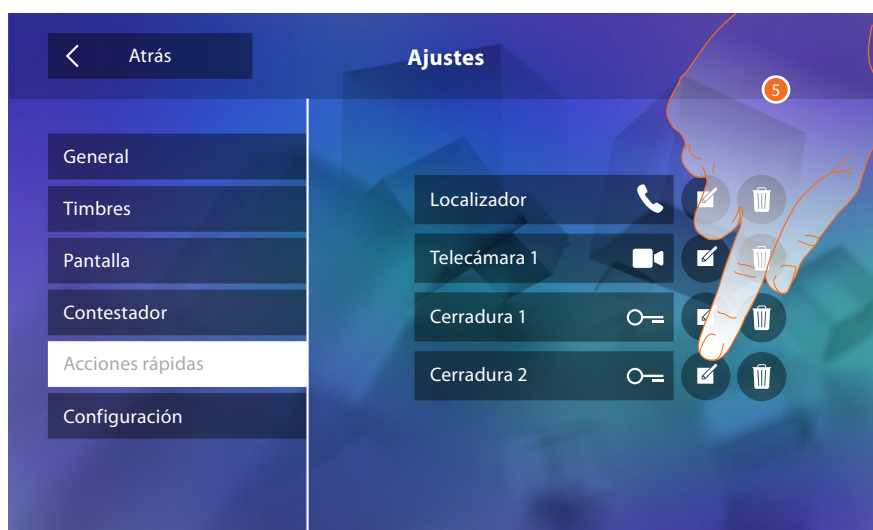 Atrás
Ajustes
5
General
Timbres
Pantalla
Contestador
Acciones rápidas
Configuración
Localizador
Telecámara 1
Cerradura 1
Cerradura 2